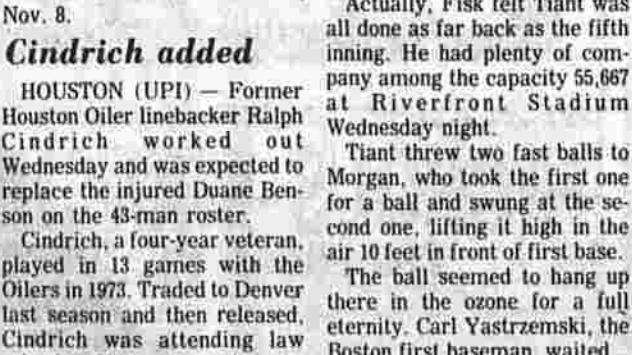 Nov. 8.
Cindrich added
HOUSTON (UPI) — Former
Houston Oiler linebacker Ralph
Cindrich worked out
Wednesday and was expected to
replace the injured Duane Ben-
son on the 43-man roster.
Cindrich, a four-year veteran,
played in 13 games with the
Oilers in 1973. Traded to Denver
last season and then released,
Cindrich was attending law
Actually, Fisk felt Tiant was
all done as far back as the fifth
inning. He had plenty of com-
pany among the capacity 55,667
at Riverfront Stadium
Wednesday night.
Tiant threw two fast balls to
Morgan, who took the first one
for a ball and swung at the se-
cond one, lifting it high in the
air 10 feet in front of first base.
The ball seemed to hang up
there in the ozone for a full
eternity. Carl Yastrzemski, the
Boston first baseman, waited